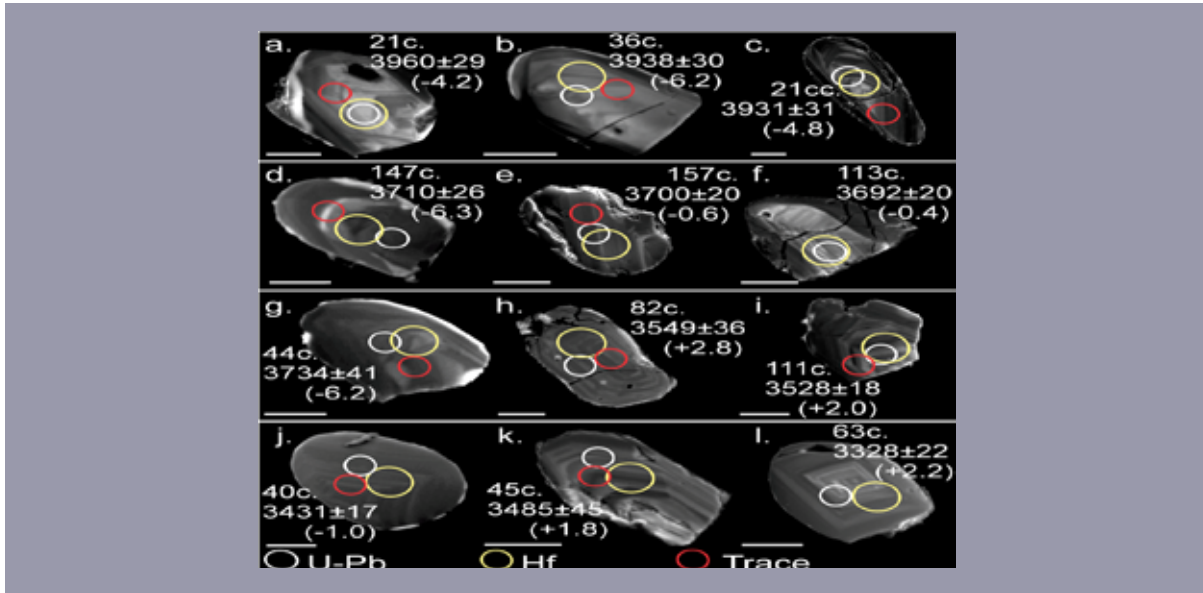 a. 21c.
3960±29
(-4.2)
b. 36c.
3938±30
(-6.2)
c.
21cc.
3931±31
(-4.8)
d. 147c.
3710±26
(-6.3)
e. 157c.
3700±20
(-0.6)
f. 113c.
3692±20
(-0.4)
g.
44c.
3734±41
(-6.2)
h. 82c.
3549±36
(+2.8)
i.
111c.
3528±18
(+2.0)
j.
40c.
3431±17
(-1.0)
k.
45c.
3485±45
(+1.8)
l. 63c.
3328±22
(+2.2)
U-Pb Hf Trace